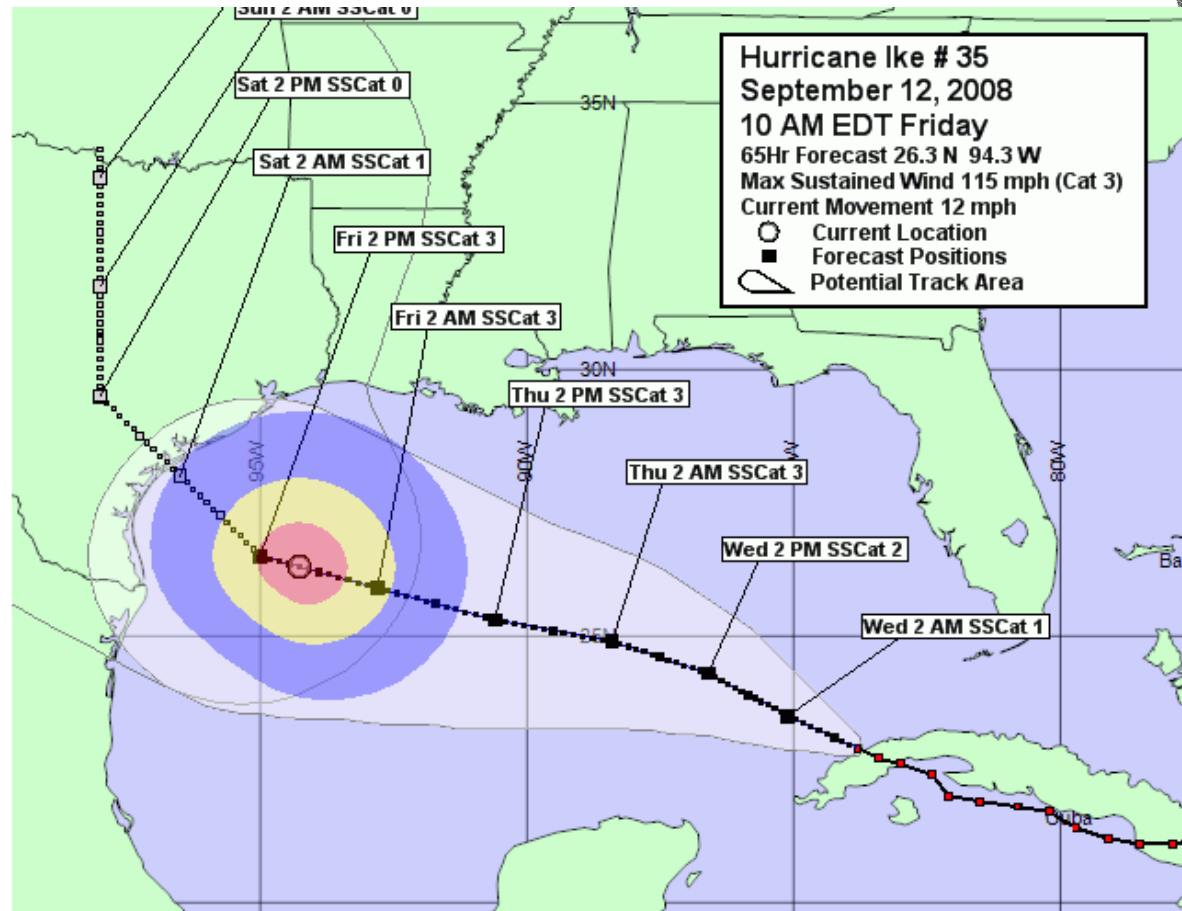 Sun 2 AM SSCat 0
Sat 2 PM SSCat 0
Sat 2 AM SSCat 1
Fri 2 PM SSCat 3
Fri 2 AM SSCat 3
Thu 2 PM SSCat 3
Thu 2 AM SSCat 3
Wed 2 PM SSCat 2
Wed 2 AM SSCat 1
Hurricane Ike # 35
September 12, 2008
10 AM EDT Friday
65Hr Forecast 26.3 N 94.3 W
Max Sustained Wind 115 mph (Cat 3)
Current Movement 12 mph
Current Location
Forecast Positions
Potential Track Area
35N
30N
25N
95W
90W
W
80W
Ba
Cuba